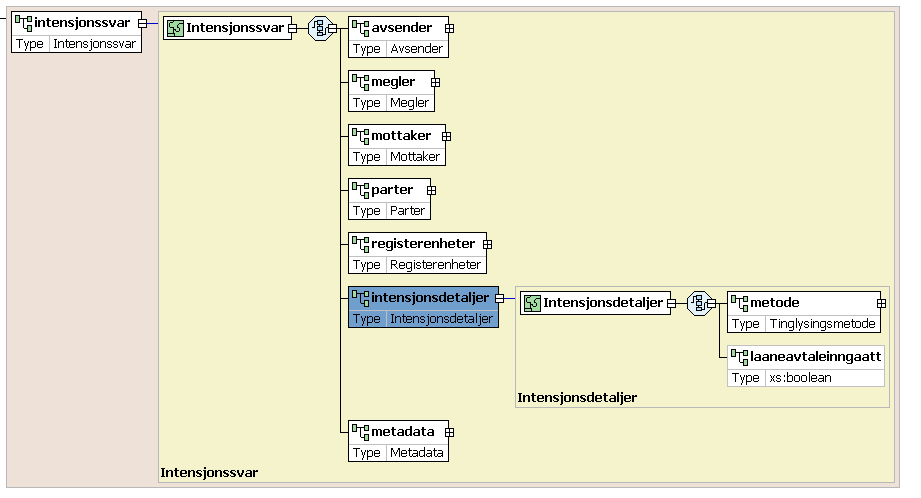 intensjonssvar
Type Intensjonssvar
Intensjonssvar
avsender
Type Avsender
megler
Type Megler
mottaker
Type Mottaker
parter
Type Parter
registerenheter
Type Registerenheter
intensjonsdetaljer
Type Intensjonsdetaljer
Intensjonsdetaljer
metode
Type Tinglysingsmetode
laaneavtaleinngaatt
Type xs:boolean
Intensjonsdetaljer
metadata
Type Metadata
Intensjonssvar